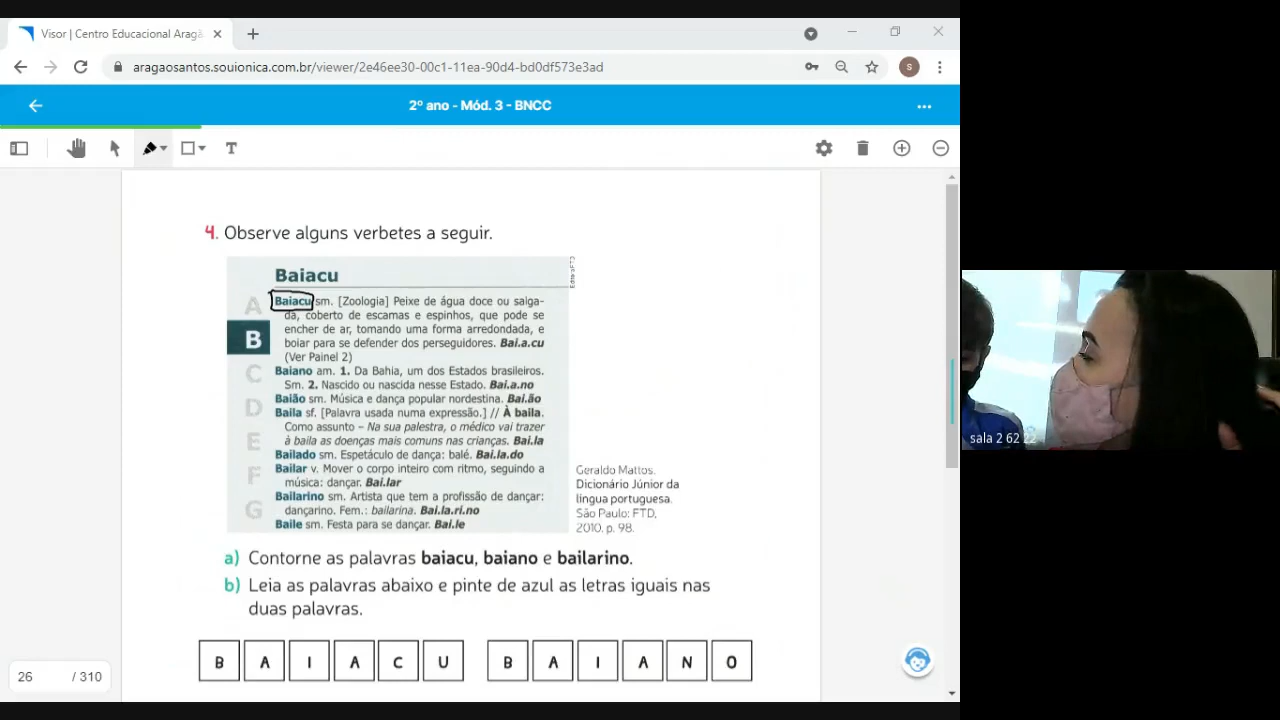 Visor | Centro Educacional Aragã
aragaosantos.souionica.com.br/viewer/2e46ee30-00c1-11ea-90d4-bd0df573e3ad
s
2º ano - Mód. 3 - BNCC
T
4. Observe alguns verbetes a seguir.
Baiacu
Editora FTD
A
B
C
D
E
F
G
Baiacu sm. [Zoologia] Peixe de água doce ou salga-
da, coberto de escamas e espinhos, que pode se
encher de ar, tomando uma forma arredondada, e
boiar para se defender dos perseguidores. Bai.a.cu
(Ver Painel 2)
Baiano am. 1. Da Bahia, um dos Estados brasileiros.
Sm. 2. Nascido ou nascida nesse Estado. Bai.a.no
Baião sm. Música e dança popular nordestina. Bai.ão
Baila sf. [Palavra usada numa expressão.] // À baila.
Como assunto – Na sua palestra, o médico vai trazer
à baila as doenças mais comuns nas crianças. Bai.la
Bailado sm. Espetáculo de dança: balé. Bai.la.do
Bailar v. Mover o corpo inteiro com ritmo, seguindo a
música: dançar. Bai.lar
Bailarino sm. Artista que tem a profissão de dançar:
dançarino. Fem.: bailarina. Bai.la.ri.no
Baile sm. Festa para se dançar. Bai.le
Geraldo Mattos.
Dicionário Júnior da
língua portuguesa.
São Paulo: FTD,
2010. p. 98.
a) Contorne as palavras baiacu, baiano e bailarino.
b) Leia as palavras abaixo e pinte de azul as letras iguais nas
duas palavras.
B A I A C U B A I A N O
26 / 310
sala 2 62 22